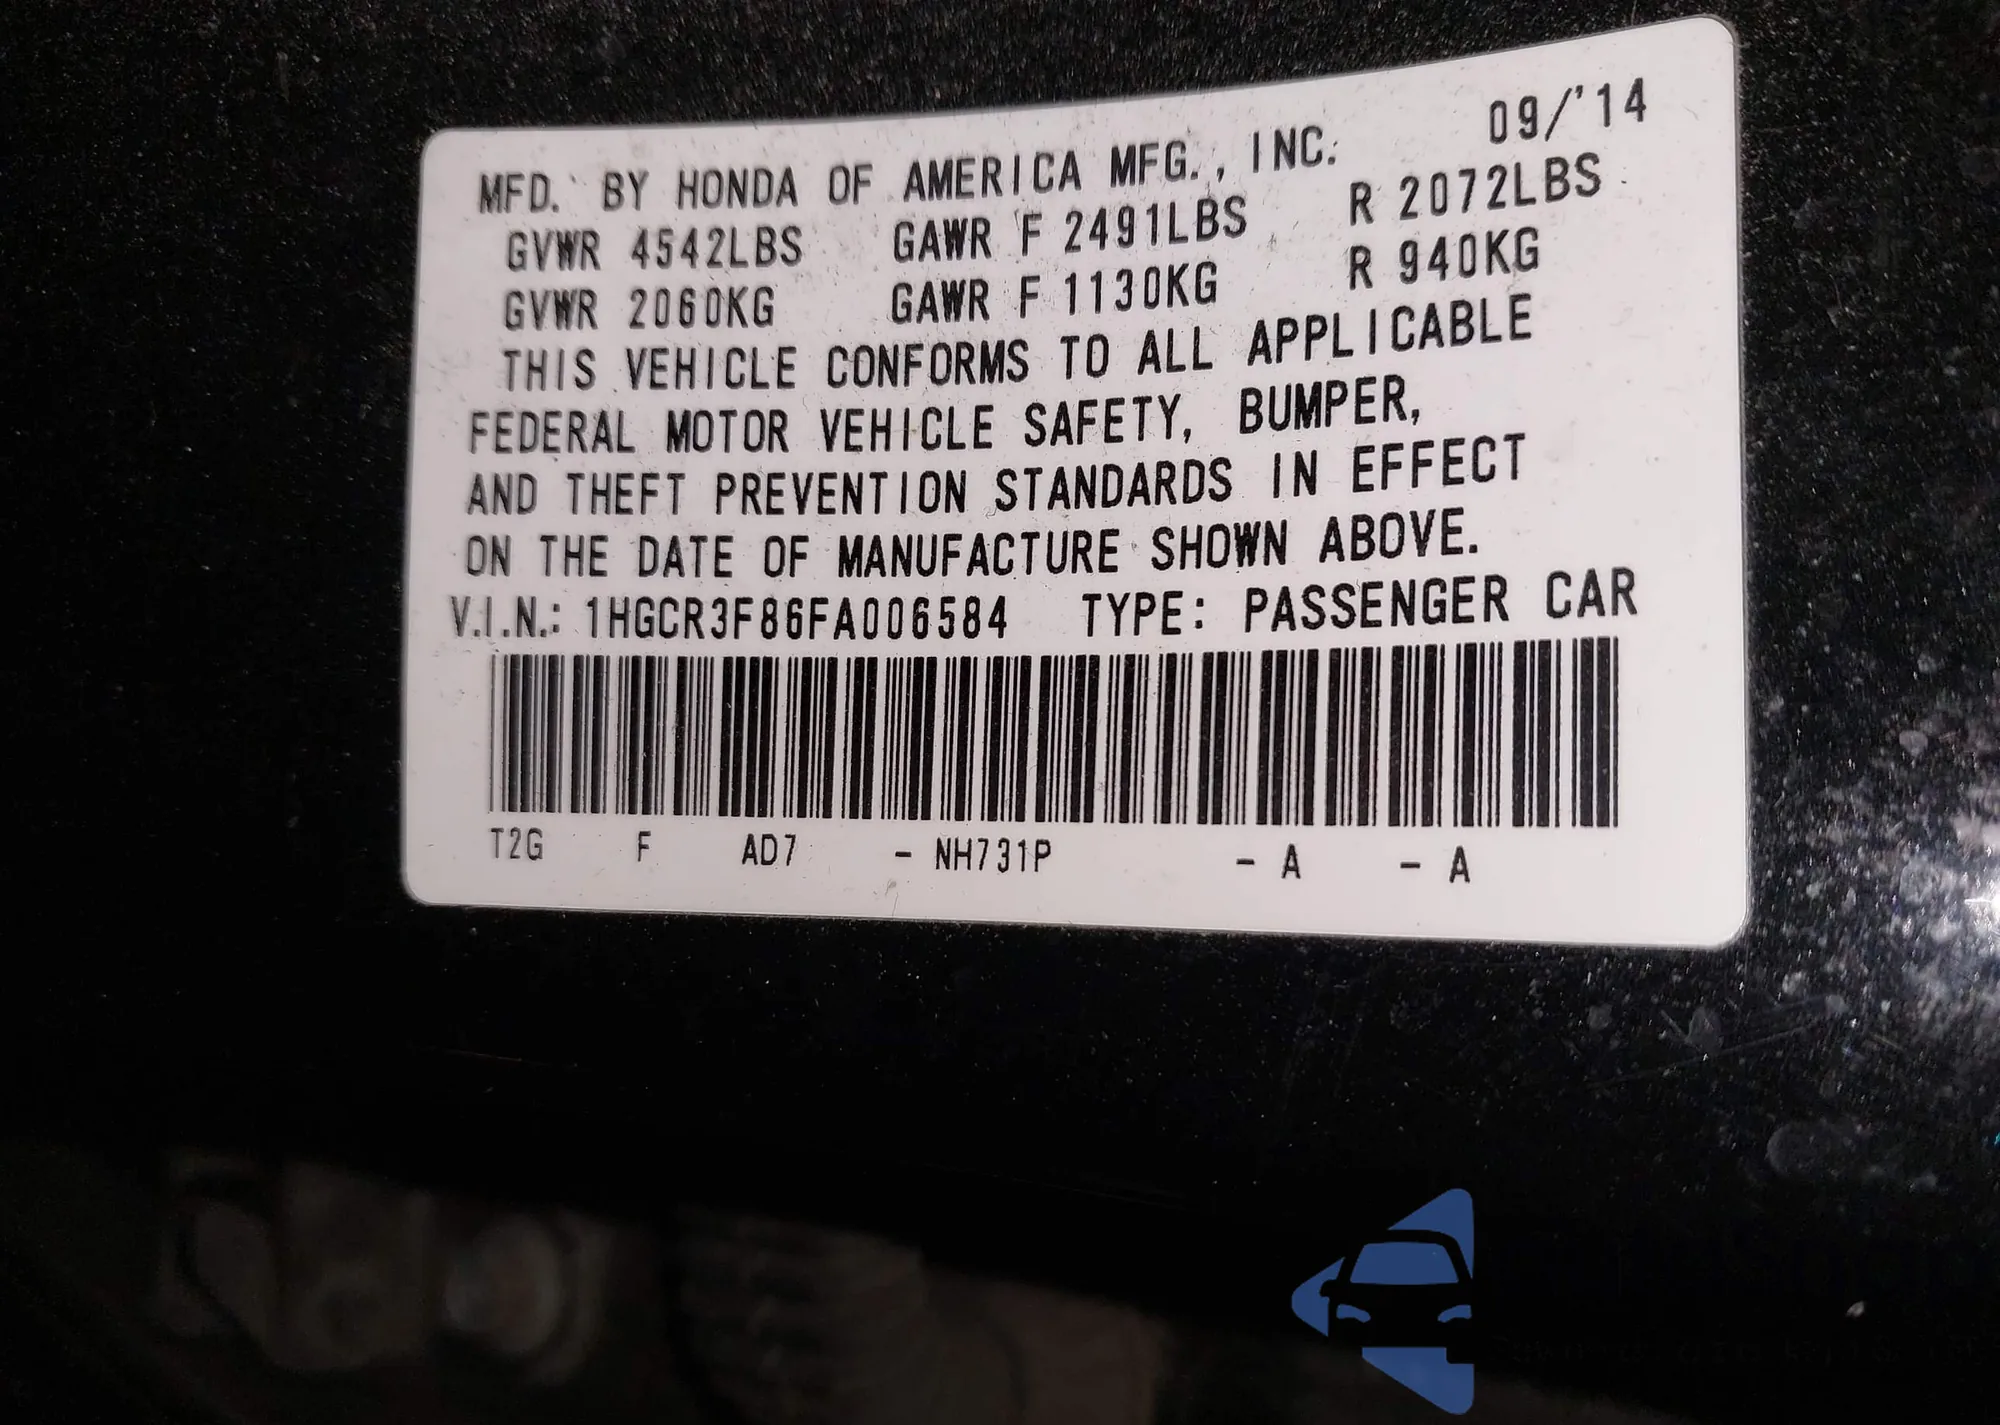 09/'14
MFD. BY HONDA OF AMERICA MFG., INC.
GVWR 4542LBS GAWR F 2491LBS R 2072LBS
GVWR 2060KG GAWR F 1130KG R 940KG
THIS VEHICLE CONFORMS TO ALL APPLICABLE
FEDERAL MOTOR VEHICLE SAFETY, BUMPER,
AND THEFT PREVENTION STANDARDS IN EFFECT
ON THE DATE OF MANUFACTURE SHOWN ABOVE.
V.I.N.: 1HGCR3F86FA006584 TYPE: PASSENGER CAR
T2G F AD7 - NH731P - A - A